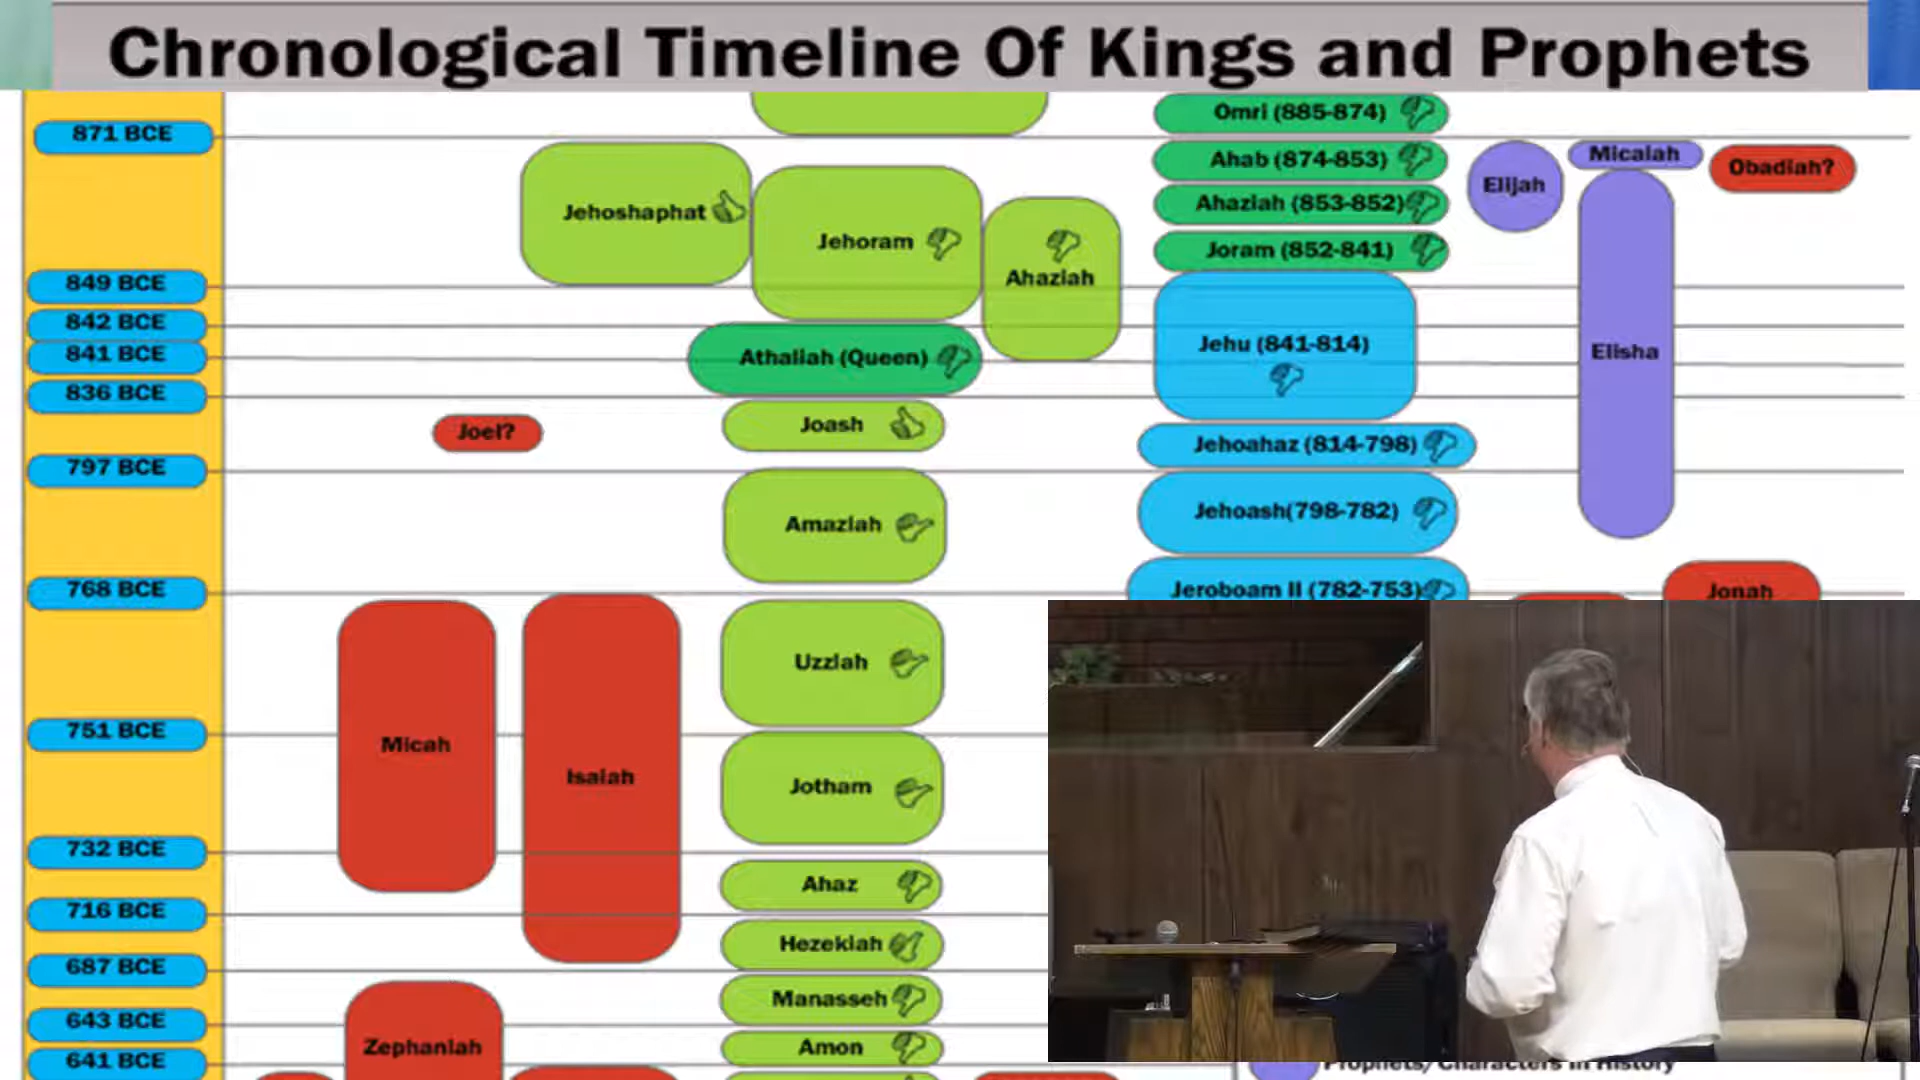 Chronological Timeline Of Kings and Prophets
Omri (885-874)
871 BCE
Ahab (874-853)
Micaiah
Obadiah?
Elijah
Jehoshaphat
Ahaziah (853-852)
Jehoram
Joram (852-841)
Ahaziah
849 BCE
842 BCE
Jehu (841-814)
Elisha
841 BCE
Athaliah (Queen)
836 BCE
Joel?
Joash
Jehoahaz (814-798)
797 BCE
Jehoash(798-782)
Amaziah
768 BCE
Jeroboam II (782-753)
Jonah
Uzziah
751 BCE
Micah
Isaiah
Jotham
732 BCE
Ahaz
716 BCE
Hezekiah
687 BCE
Manasseh
643 BCE
Zephaniah
Amon
641 BCE
Prophets/Characters in History